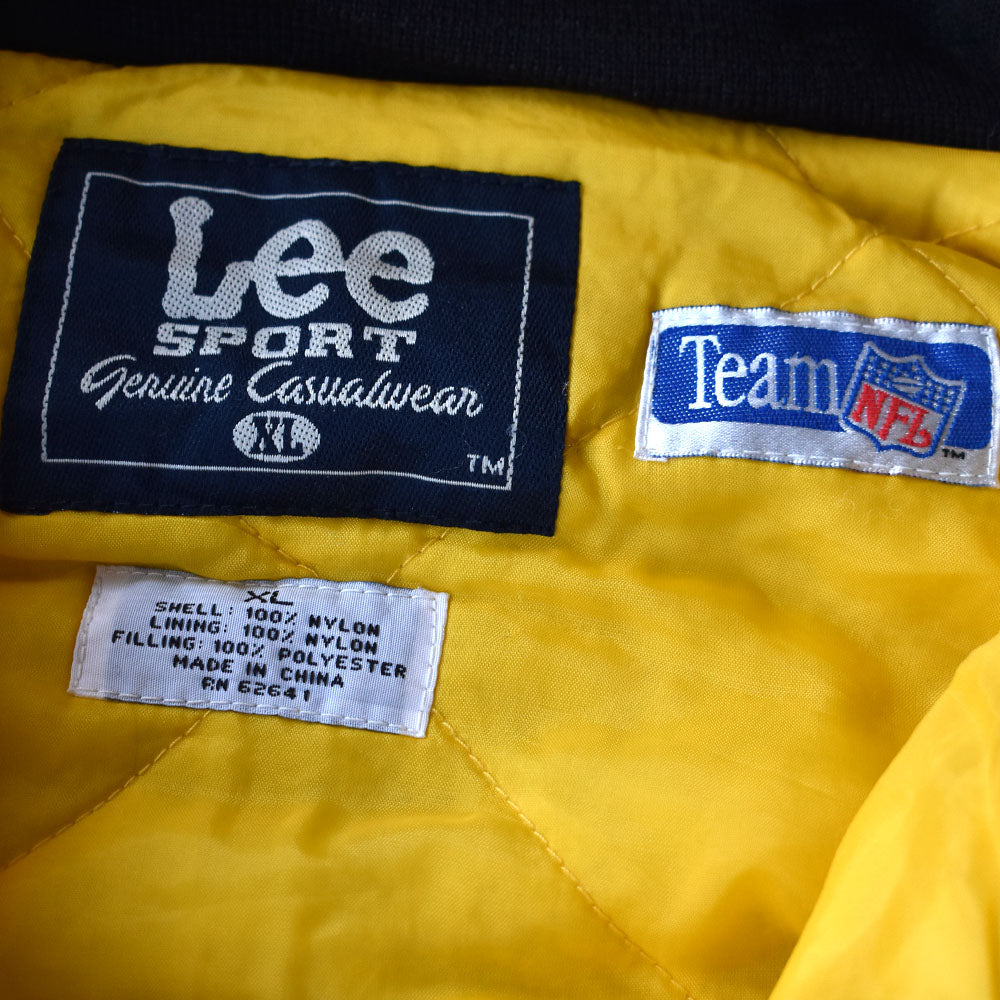 Lee
SPORT
Genuine Casualwear
XL
TM
Team NFL
TM
XL
SHELL: 100% NYLON
LINING: 100% NYLON
FILLING: 100% POLYESTER
MADE IN CHINA
RN 62641